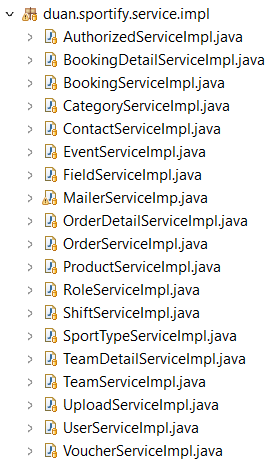 duan.sportify.service.impl
AuthorizedServiceImpl.java
BookingDetailServiceImpl.java
BookingServiceImpl.java
CategoryServiceImpl.java
ContactServiceImpl.java
EventServiceImpl.java
FieldServiceImpl.java
MailerServiceImp.java
OrderDetailServiceImpl.java
OrderServiceImpl.java
ProductServiceImpl.java
RoleServiceImpl.java
ShiftServiceImpl.java
SportTypeServiceImpl.java
TeamDetailServiceImpl.java
TeamServiceImpl.java
UploadServiceImpl.java
UserServiceImpl.java
VoucherServiceImpl.java